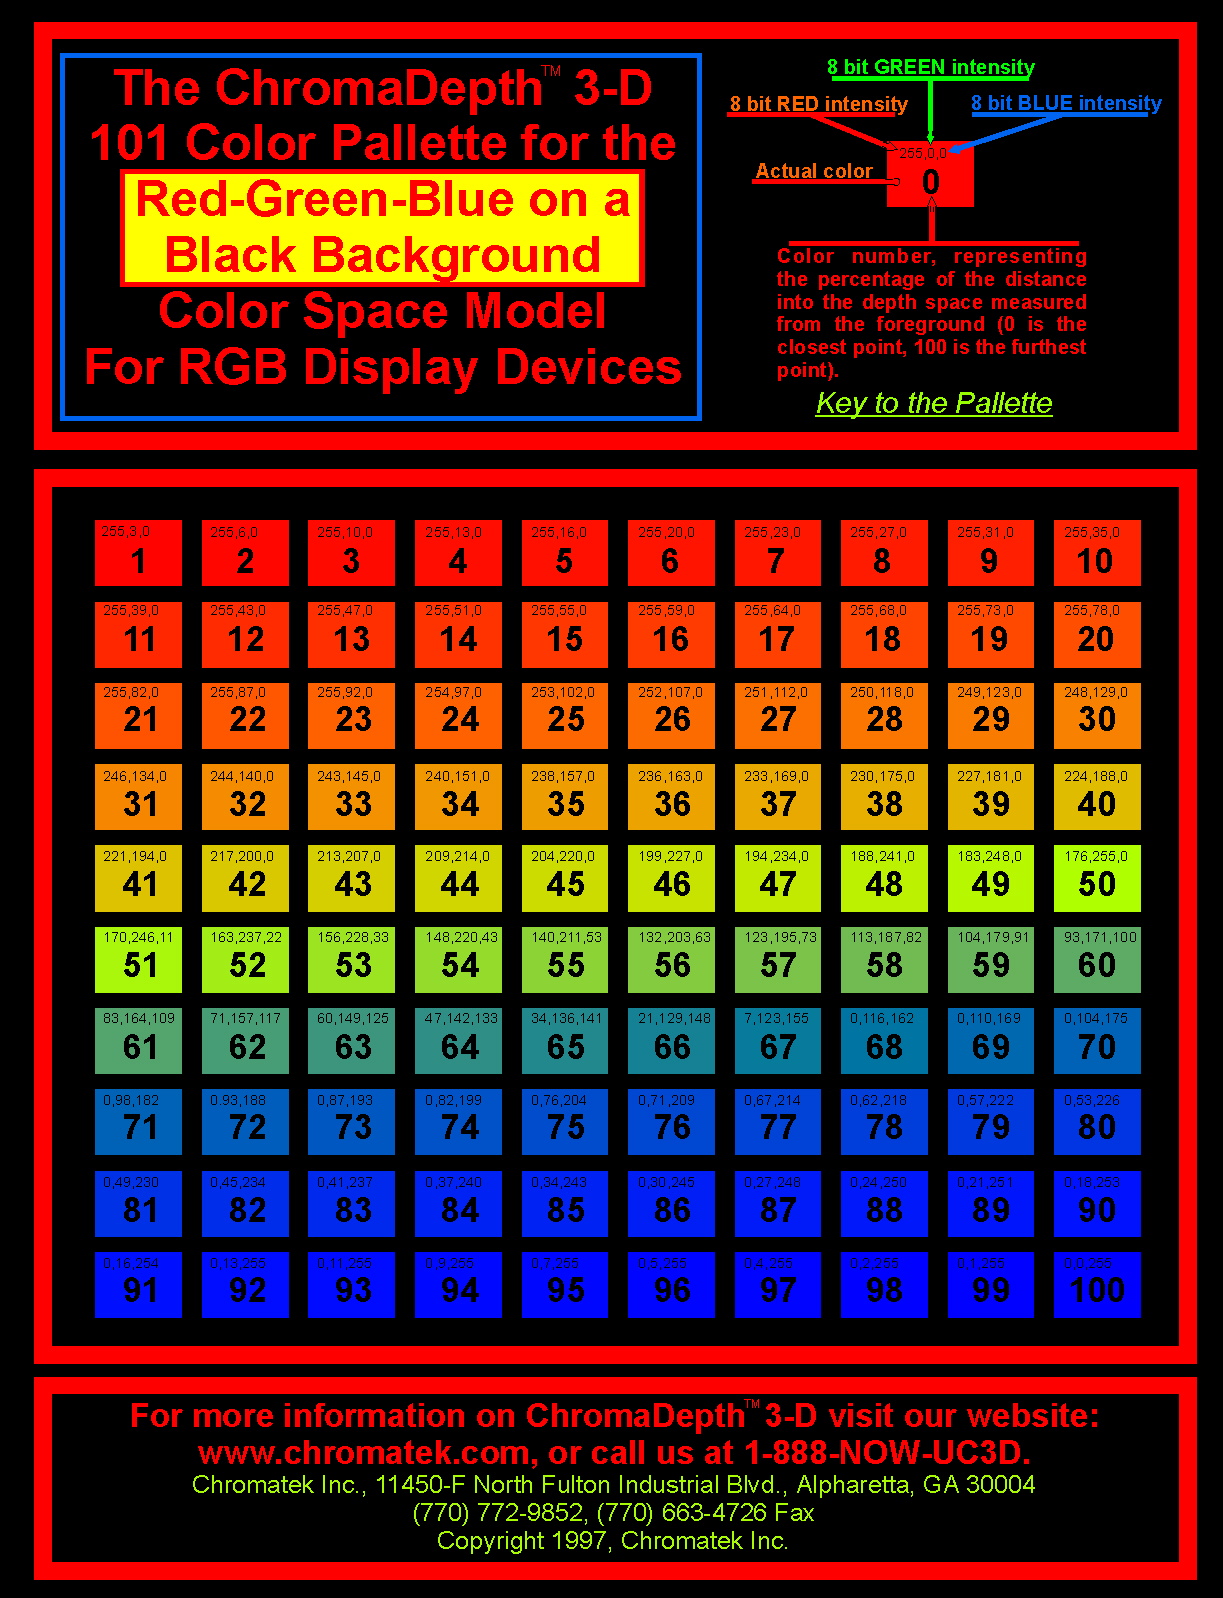 The ChromaDepth™ 3-D
101 Color Pallette for the
Red-Green-Blue on a
Black Background
Color Space Model
For RGB Display Devices
8 bit GREEN intensity
8 bit RED intensity
8 bit BLUE intensity
255,0,0
Actual color
0
Color number, representing
the percentage of the distance
into the depth space measured
from the foreground (0 is the
closest point, 100 is the furthest
point).
Key to the Pallette
255,3,0 255,6,0 255,10,0 255,13,0 255,16,0 255,20,0 255,23,0 255,27,0 255,31,0 255,35,0
1 2 3 4 5 6 7 8 9 10
255,39,0 255,43,0 255,47,0 255,51,0 255,55,0 255,59,0 255,64,0 255,68,0 255,73,0 255,78,0
11 12 13 14 15 16 17 18 19 20
255,82,0 255,87,0 255,92,0 254,97,0 253,102,0 252,107,0 251,112,0 250,118,0 249,123,0 248,129,0
21 22 23 24 25 26 27 28 29 30
246,134,0 244,140,0 243,145,0 240,151,0 238,157,0 236,163,0 233,169,0 230,175,0 227,181,0 224,188,0
31 32 33 34 35 36 37 38 39 40
221,194,0 217,200,0 213,207,0 209,214,0 204,220,0 199,227,0 194,234,0 188,241,0 183,248,0 176,255,0
41 42 43 44 45 46 47 48 49 50
170,246,11 163,237,22 156,228,33 148,220,43 140,211,53 132,203,63 123,195,73 113,187,82 104,179,91 93,171,100
51 52 53 54 55 56 57 58 59 60
83,164,109 71,157,117 60,149,125 47,142,133 34,136,141 21,129,148 7,123,155 0,116,162 0,110,169 0,104,175
61 62 63 64 65 66 67 68 69 70
0,98,182 0,93,188 0,87,193 0,82,199 0,76,204 0,71,209 0,67,214 0,62,218 0,57,222 0,53,226
71 72 73 74 75 76 77 78 79 80
0,49,230 0,45,234 0,41,237 0,37,240 0,34,243 0,30,245 0,27,248 0,24,250 0,21,251 0,18,253
81 82 83 84 85 86 87 88 89 90
0,16,254 0,13,255 0,11,255 0,9,255 0,7,255 0,5,255 0,4,255 0,2,255 0,1,255 0,0,255
91 92 93 94 95 96 97 98 99 100
For more information on ChromaDepth™ 3-D visit our website:
www.chromatek.com, or call us at 1-888-NOW-UC3D.
Chromatek Inc., 11450-F North Fulton Industrial Blvd., Alpharetta, GA 30004
(770) 772-9852, (770) 663-4726 Fax
Copyright 1997, Chromatek Inc.